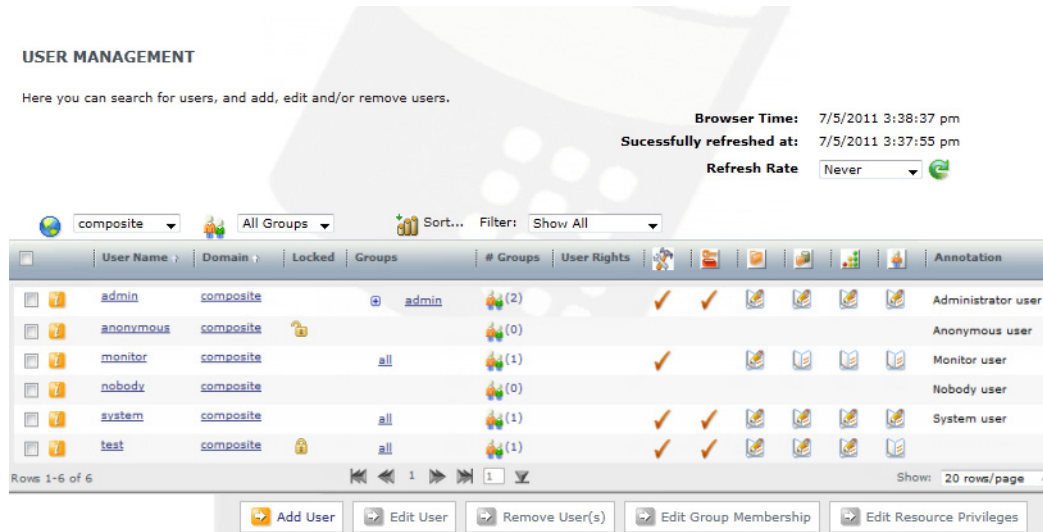 USER MANAGEMENT
Here you can search for users, and add, edit and/or remove users.
Browser Time: 7/5/2011 3:38:37 pm
Sucessfully refreshed at: 7/5/2011 3:37:55 pm
Refresh Rate Never
composite All Groups Sort... Filter: Show All
User Name Domain Locked Groups # Groups User Rights Annotation
admin composite admin (2) Administrator user
anonymous composite (0) Anonymous user
monitor composite all (1) Monitor user
nobody composite (0) Nobody user
system composite all (1) System user
test composite all (1)
Rows 1-6 of 6 1 1 Show: 20 rows/page
Add User Edit User Remove User(s) Edit Group Membership Edit Resource Privileges